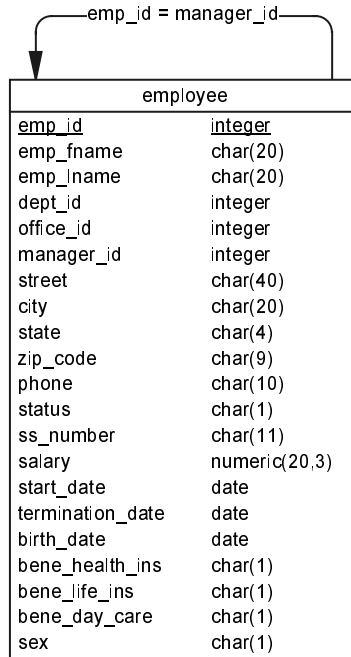 emp_id = manager_id
employee
emp_id integer
emp_fname char(20)
emp_lname char(20)
dept_id integer
office_id integer
manager_id integer
street char(40)
city char(20)
state char(4)
zip_code char(9)
phone char(10)
status char(1)
ss_number char(11)
salary numeric(20,3)
start_date date
termination_date date
birth_date date
bene_health_ins char(1)
bene_life_ins char(1)
bene_day_care char(1)
sex char(1)